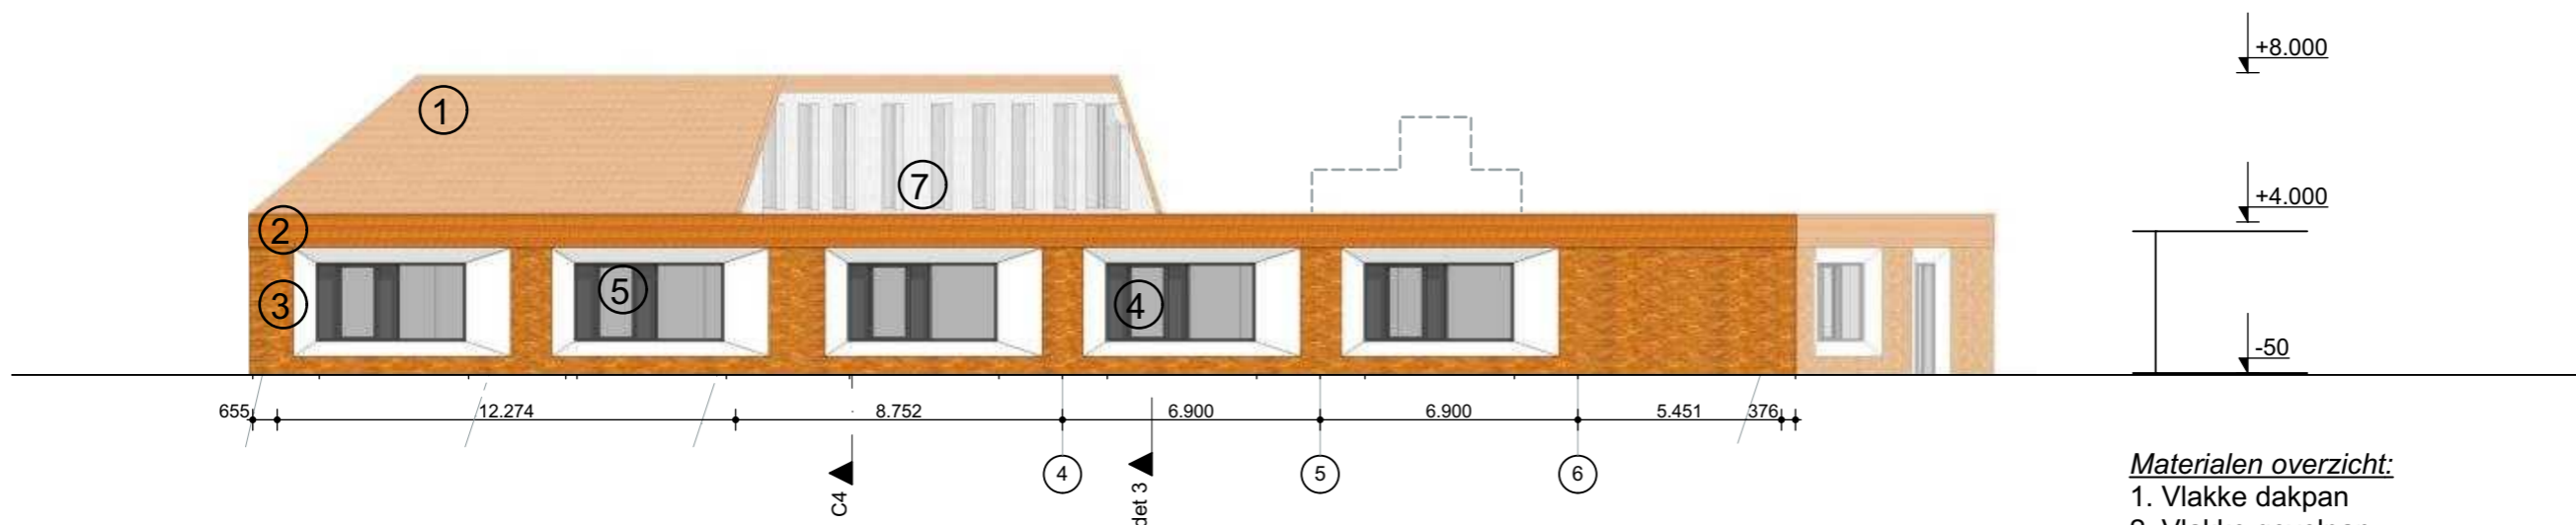 +8.000
1
7
+4.000
2
5
3
4
-50
655 12.274 8.752 6.900 6.900 5.451 376
4 5 6
C4
det 3
Materialen overzicht:
1. Vlakke dakpan